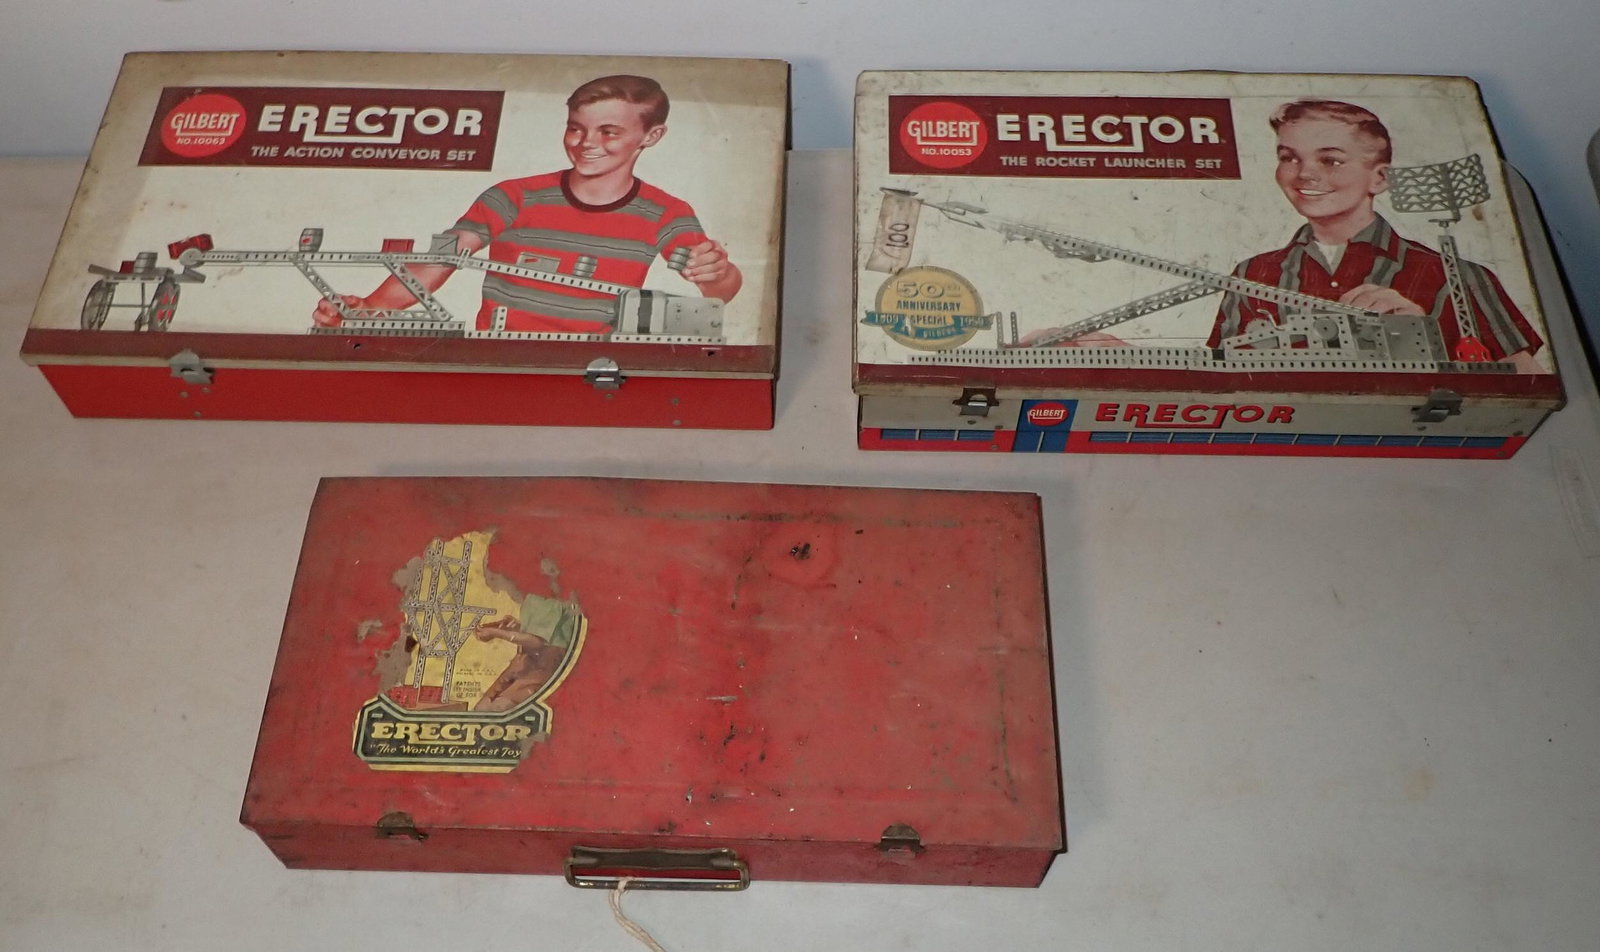 GILBERT
NO.10063
ERECTOR
THE ACTION CONVEYOR SET
GILBERT
NO.10053
ERECTOR
THE ROCKET LAUNCHER SET
100
50TH
ANNIVERSARY
1909 SPECIAL 1959
GILBERT
GILBERT
ERECTOR
PATENTS
ERECTOR
"The World's Greatest Toy